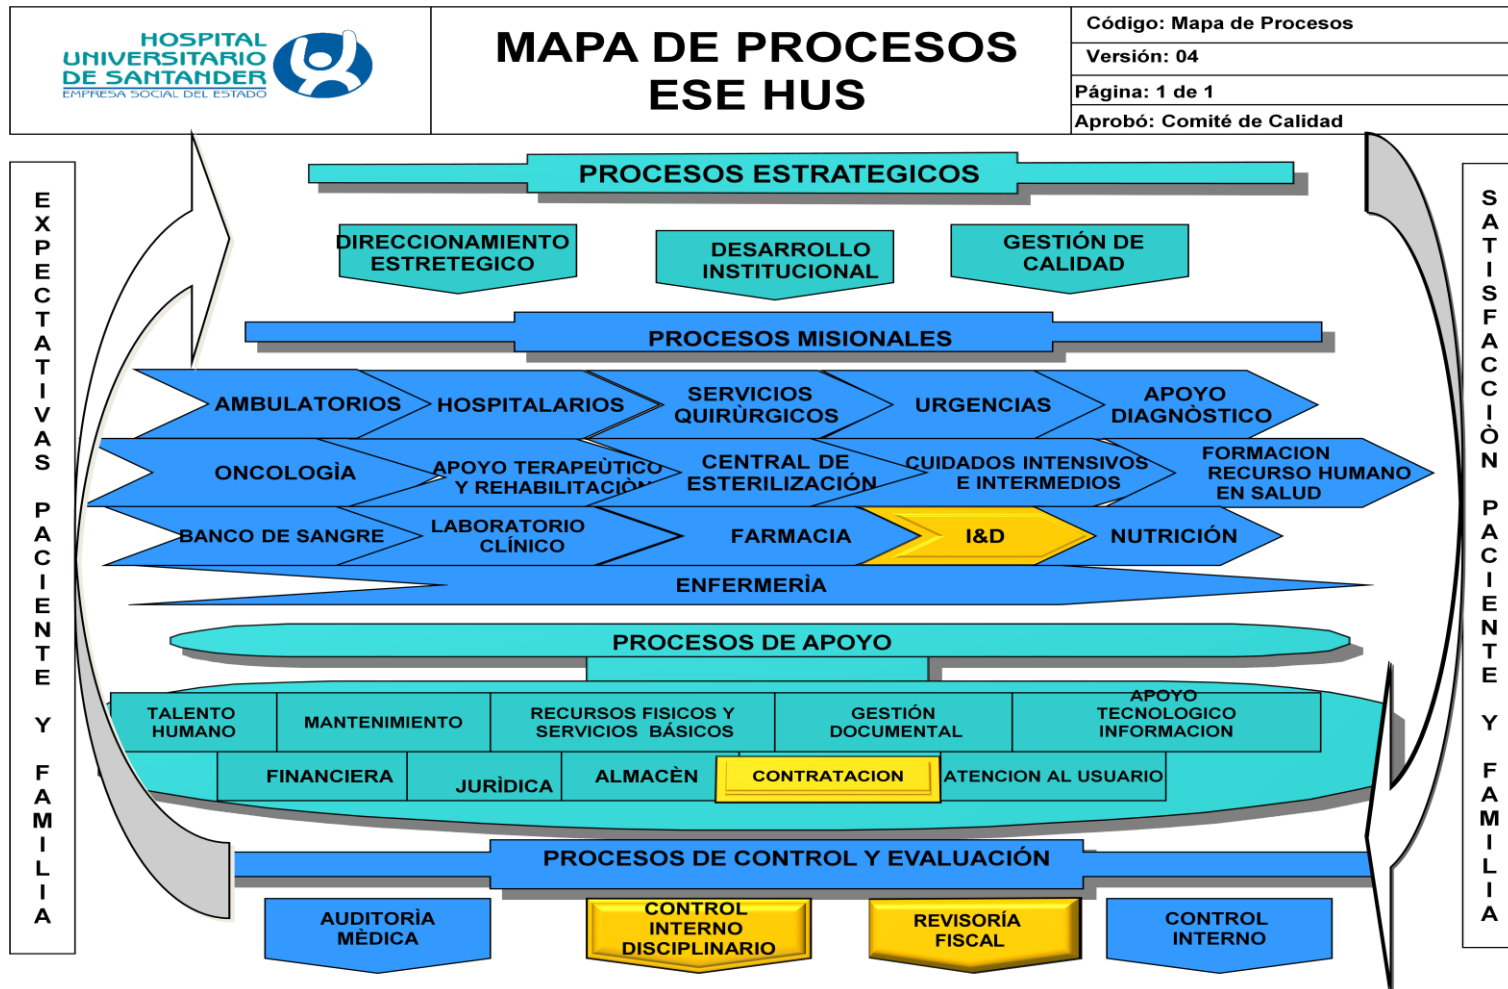 HOSPITAL
UNIVERSITARIO
DE SANTANDER
EMPRESA SOCIAL DEL ESTADO
MAPA DE PROCESOS
ESE HUS
Código: Mapa de Procesos
Versión: 04
Página: 1 de 1
Aprobó: Comité de Calidad
EXPECTATIVAS PACIENTE Y FAMILIA
PROCESOS ESTRATEGICOS
DIRECCIONAMIENTO
ESTRETEGICO
DESARROLLO
INSTITUCIONAL
GESTIÓN DE
CALIDAD
PROCESOS MISIONALES
AMBULATORIOS
HOSPITALARIOS
SERVICIOS
QUIRÙRGICOS
URGENCIAS
APOYO
DIAGNÒSTICO
ONCOLOGÌA
APOYO TERAPEÙTICO
Y REHABILITACIÒN
CENTRAL DE
ESTERILIZACIÓN
CUIDADOS INTENSIVOS
E INTERMEDIOS
FORMACION
RECURSO HUMANO
EN SALUD
BANCO DE SANGRE
LABORATORIO
CLÍNICO
FARMACIA
I&D
NUTRICIÓN
ENFERMERÌA
PROCESOS DE APOYO
TALENTO
HUMANO
MANTENIMIENTO
RECURSOS FISICOS Y
SERVICIOS BÁSICOS
GESTIÓN
DOCUMENTAL
APOYO
TECNOLOGICO
INFORMACION
FINANCIERA
JURÌDICA
ALMACÈN
CONTRATACION
ATENCION AL USUARIO
PROCESOS DE CONTROL Y EVALUACIÓN
AUDITORÌA
MÈDICA
CONTROL
INTERNO
DISCIPLINARIO
REVISORÍA
FISCAL
CONTROL
INTERNO
SATISFACCIÒN PACIENTE Y FAMILIA